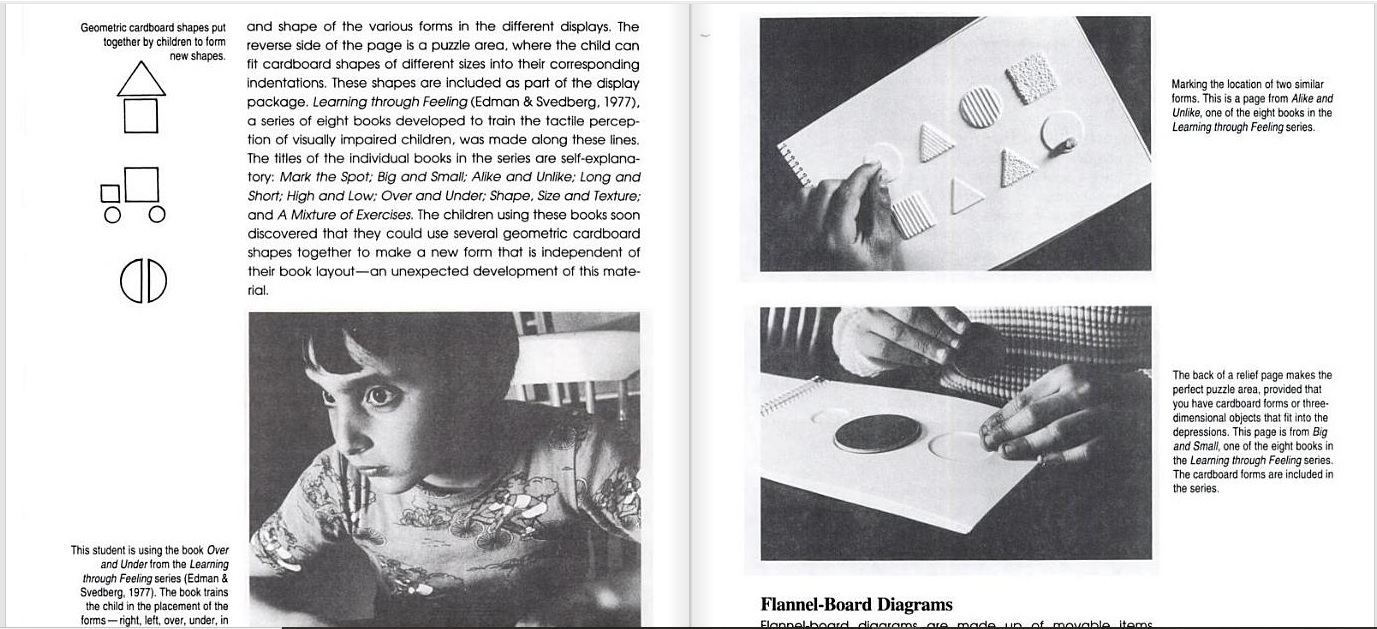 Geometric cardboard shapes put
together by children to form
new shapes.
and shape of the various forms in the different displays. The
reverse side of the page is a puzzle area, where the child can
fit cardboard shapes of different sizes into their corresponding
indentations. These shapes are included as part of the display
package. Learning through Feeling (Edman & Svedberg, 1977),
a series of eight books developed to train the tactile percep-
tion of visually impaired children, was made along these lines.
The titles of the individual books in the series are self-explana-
tory: Mark the Spot; Big and Small; Alike and Unlike; Long and
Short; High and Low; Over and Under; Shape, Size and Texture;
and A Mixture of Exercises. The children using these books soon
discovered that they could use several geometric cardboard
shapes together to make a new form that is independent of
their book layout—an unexpected development of this mate-
rial.
This student is using the book Over
and Under from the Learning
through Feeling series (Edman &
Svedberg, 1977). The book trains
the child in the placement of the
forms—right, left, over, under, in
Marking the location of two similar
forms. This is a page from Alike and
Unlike, one of the eight books in the
Learning through Feeling series.
The back of a relief page makes the
perfect puzzle area, provided that
you have cardboard forms or three-
dimensional objects that fit into the
depressions. This page is from Big
and Small, one of the eight books in
the Learning through Feeling series.
The cardboard forms are included in
the series.
Flannel-Board Diagrams
Flannel-board diagrams are made up of movable items